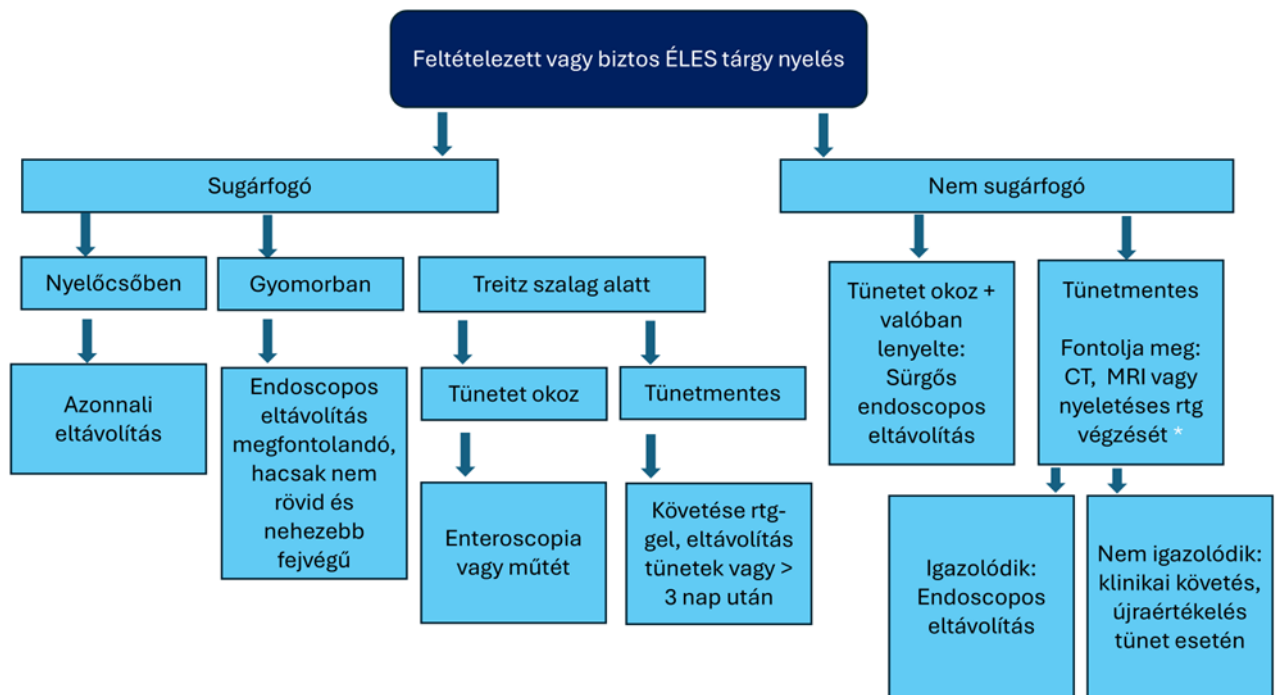 Feltételezett vagy biztos ÉLES tárgy nyelés
Sugárfogó
Nem sugárfogó
Nyelőcsőben
Gyomorban
Treitz szalag alatt
Azonnali
eltávolítás
Endoscopos
eltávolítás
megfontolandó,
hacsak nem
rövid és
nehezebb
fejvégű
Tünetet okoz
Tünetmentes
Enteroscopia
vagy műtét
Követése rtg-
gel, eltávolítás
tünetek vagy >
3 nap után
Tünetet okoz +
valóban
lenyelte:
Sürgős
endoscopos
eltávolítás
Tünetmentes
Fontolja meg:
CT, MRI vagy
nyeletéses rtg
végzését *
Igazolódik:
Endoscopos
eltávolítás
Nem igazolódik:
klinikai követés,
újraértékelés
tünet esetén